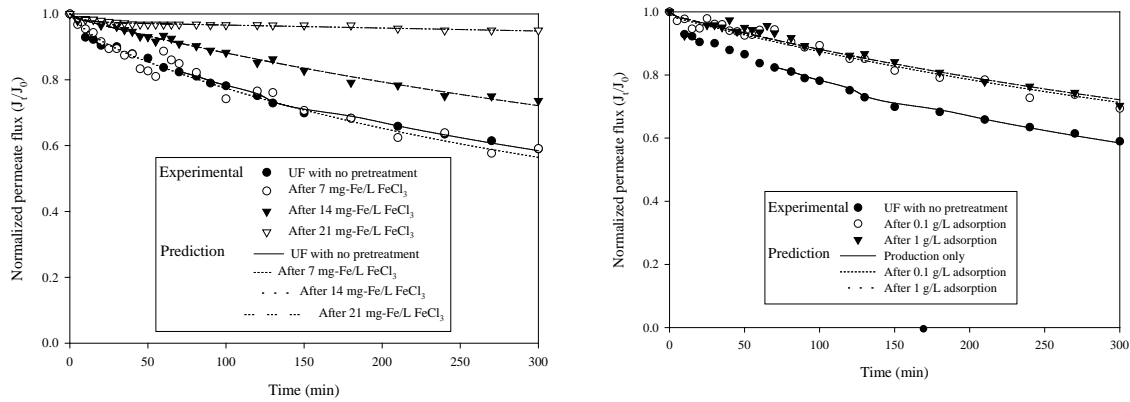 1.0
0.8
0.6
0.4
0.2
0.0
Normalized permeate flux (Jt/J0)
Experimental
UF with no pretreatment
After 7 mg-Fe/L FeCl3
After 14 mg-Fe/L FeCl3
After 21 mg-Fe/L FeCl3
Prediction
UF with no pretreatment
After 7 mg-Fe/L FeCl3
After 14 mg-Fe/L FeCl3
After 21 mg-Fe/L FeCl3
0 50 100 150 200 250 300
Time (min)
1.0
0.8
0.6
0.4
0.2
0.0
Normalized permeate flux (Jt/J0)
Experimental
UF with no pretreatment
After 0.1 g/L adsorption
After 1 g/L adsorption
Prediction
Production only
After 0.1 g/L adsorption
After 1 g/L adsorption
0 50 100 150 200 250 300
Time (min)